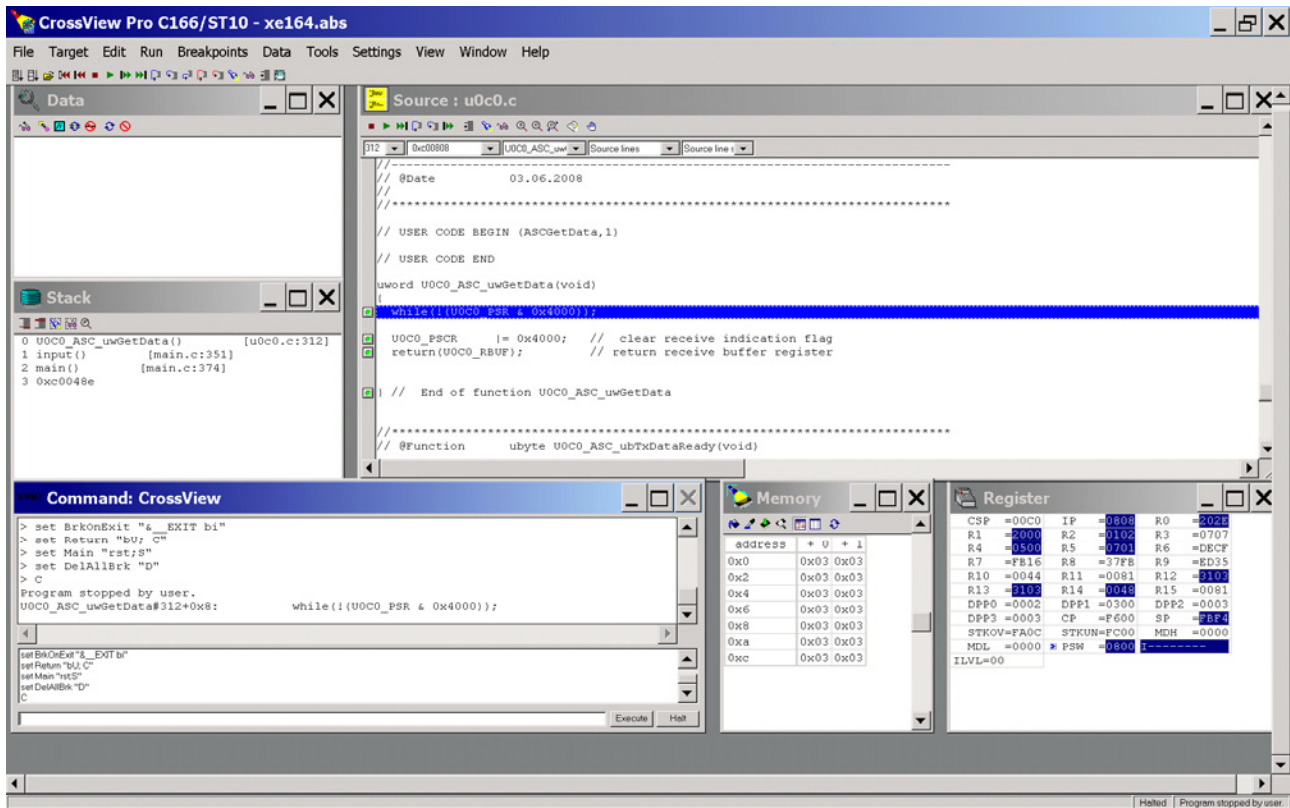 CrossView Pro C166/ST10 - xe164.abs
File Target Edit Run Breakpoints Data Tools Settings View Window Help
Data
Source : u0c0.c
312 0xc00808 U0C0_ASC_uw Source lines Source line s
//---------------------------------------------------------------------------
// @Date 03.06.2008
//
//***************************************************************************
// USER CODE BEGIN (ASCGetData,1)
// USER CODE END
uword U0C0_ASC_uwGetData(void)
{
while(!(U0C0_PSR & 0x4000));
U0C0_PSCR |= 0x4000; // clear receive indication flag
return(U0C0_RBUF); // return receive buffer register
} // End of function U0C0_ASC_uwGetData
//***************************************************************************
// @Function ubyte U0C0_ASC_ubTxDataReady(void)
Stack
0 U0C0_ASC_uwGetData() [u0c0.c:312]
1 input() [main.c:351]
2 main() [main.c:374]
3 0xc0048e
Command: CrossView
> set BrkOnExit "&__EXIT bi"
> set Return "bU; C"
> set Main "rst;S"
> set DelAllBrk "D"
> C
Program stopped by user.
U0C0_ASC_uwGetData#312+0x8: while(!(U0C0_PSR & 0x4000));
set BrkOnExit "&__EXIT bi"
set Return "bU; C"
set Main "rst;S"
set DelAllBrk "D"
C
Execute Halt
Memory
address + 0 + 1
0x0 0x03 0x03
0x2 0x03 0x03
0x4 0x03 0x03
0x6 0x03 0x03
0x8 0x03 0x03
0xa 0x03 0x03
0xc 0x03 0x03
Register
CSP =00C0 IP =0808 R0 =202E
R1 =2000 R2 =0102 R3 =0707
R4 =0500 R5 =0701 R6 =DECF
R7 =FB16 R8 =37FB R9 =ED35
R10 =0044 R11 =0081 R12 =3103
R13 =3103 R14 =0048 R15 =0081
DPP0 =0002 DPP1 =0300 DPP2 =0003
DPP3 =0003 CP =F600 SP =FBF4
STKOV=FA0C STKUN=FC00 MDH =0000
MDL =0000 PSW =0800 I--------
ILVL=00
Halted Program stopped by user.